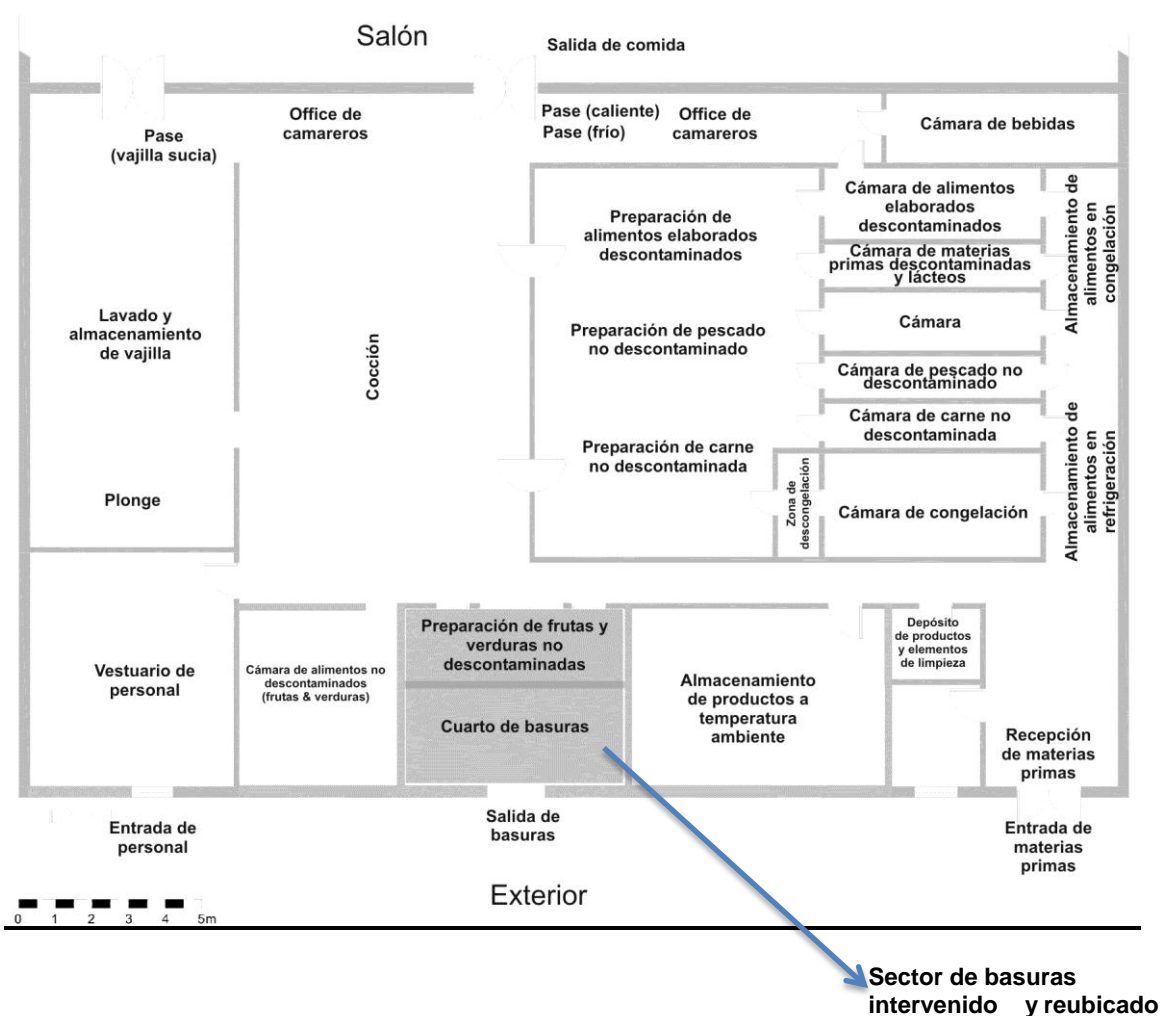 Salón
Salida de comida
Pase
(vajilla sucia)
Office de
camareros
Pase (caliente)
Pase (frío)
Office de
camareros
Cámara de bebidas
Preparación de
alimentos elaborados
descontaminados
Cámara de alimentos
elaborados
descontaminados
Cámara de materias
primas descontaminadas
y lácteos
Almacenamiento de
alimentos en
congelación
Lavado y
almacenamiento
de vajilla
Cocción
Preparación de pescado
no descontaminado
Cámara
Cámara de pescado no
descontaminado
Preparación de carne
no descontaminada
Cámara de carne no
descontaminada
Almacenamiento de
alimentos en
refrigeración
Plonge
Zona de
descongelación
Cámara de congelación
Vestuario de
personal
Cámara de alimentos no
descontaminados
(frutas & verduras)
Preparación de frutas y
verduras no
descontaminadas
Cuarto de basuras
Almacenamiento
de productos a
temperatura
ambiente
Depósito
de productos
y elementos
de limpieza
Recepción
de materias
primas
Entrada de
personal
Salida de
basuras
Entrada de
materias
primas
Exterior
0 1 2 3 4 5m
Sector de basuras
intervenido y reubicado